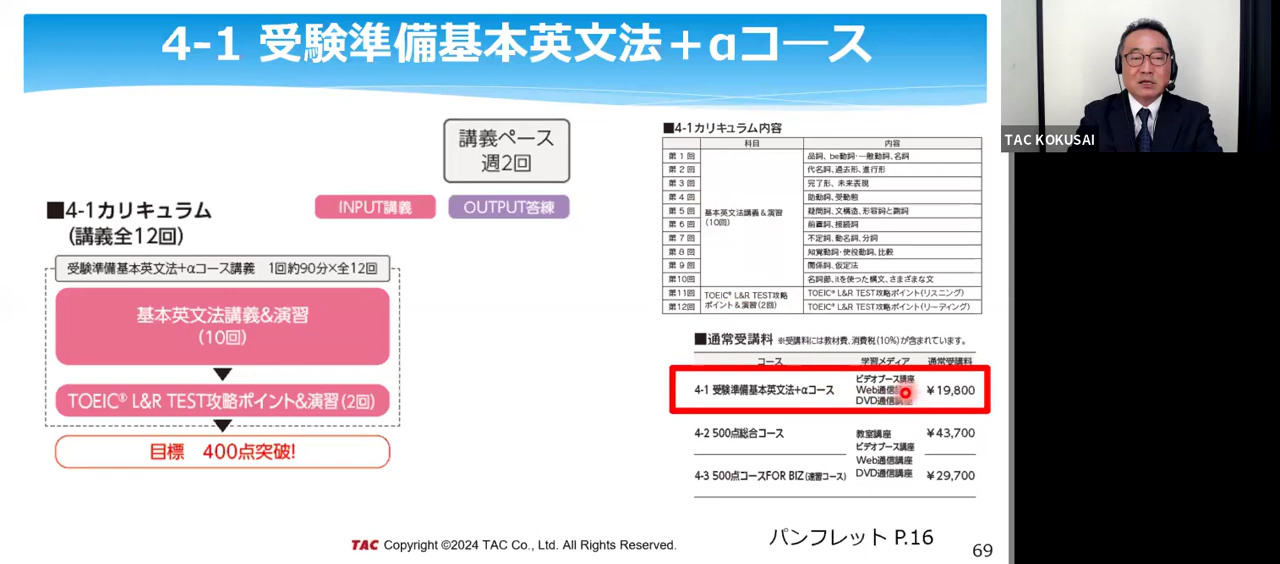 4-1 受験準備基本英文法＋αコース
講義ペース
週2回
■4-1カリキュラム
(講義全12回)
INPUT講義
OUTPUT答練
受験準備基本英文法+αコース講義 1回約90分×全12回
基本英文法講義&演習
(10回)
TOEIC® L&R TEST攻略ポイント&演習(2回)
目標 400点突破!
■4-1カリキュラム内容
科目 内容
第1回 品詞、be動詞・一般動詞、名詞
第2回 代名詞、過去形、進行形
第3回 完了形、未来表現
第4回 助動詞、受動態
第5回 疑問詞、文構造、形容詞と副詞
基本英文法講義&演習
(10回)
第6回 前置詞、接続詞
第7回 不定詞、動名詞、分詞
第8回 知覚動詞・使役動詞、比較
第9回 関係詞、仮定法
第10回 名詞節、itを使った構文、さまざまな文
第11回 TOEIC® L&R TEST攻略ポイント(リスニング)
TOEIC® L&R TEST攻略
ポイント&演習(2回)
第12回 TOEIC® L&R TEST攻略ポイント(リーディング)
■通常受講料 ※受講料には教材費、消費税(10%)が含まれています。
コース 学習メディア 通常受講料
4-1 受験準備基本英文法+αコース
ビデオブース講座
Web通信講座
DVD通信講座
¥19,800
4-2 500点総合コース
教室講座
ビデオブース講座
Web通信講座
DVD通信講座
¥43,700
4-3 500点コースFOR BIZ(速習コース)
¥29,700
パンフレット P.16
TAC Copyright ©2024 TAC Co., Ltd. All Rights Reserved.
69
TAC KOKUSAI